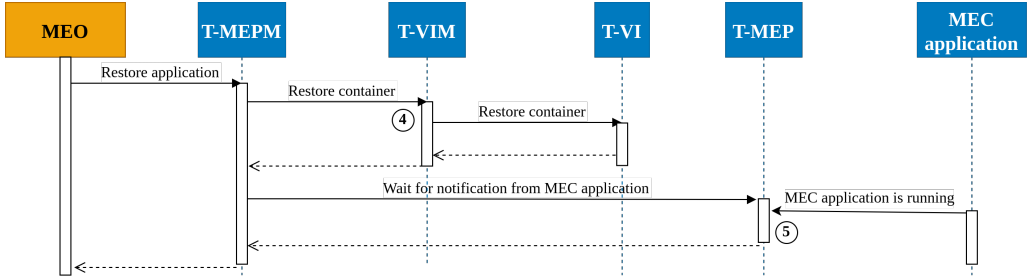 MEO
T-MEPM
T-VIM
T-VI
T-MEP
MEC
application
Restore application
Restore container
4
Restore container
Wait for notification from MEC application
MEC application is running
5